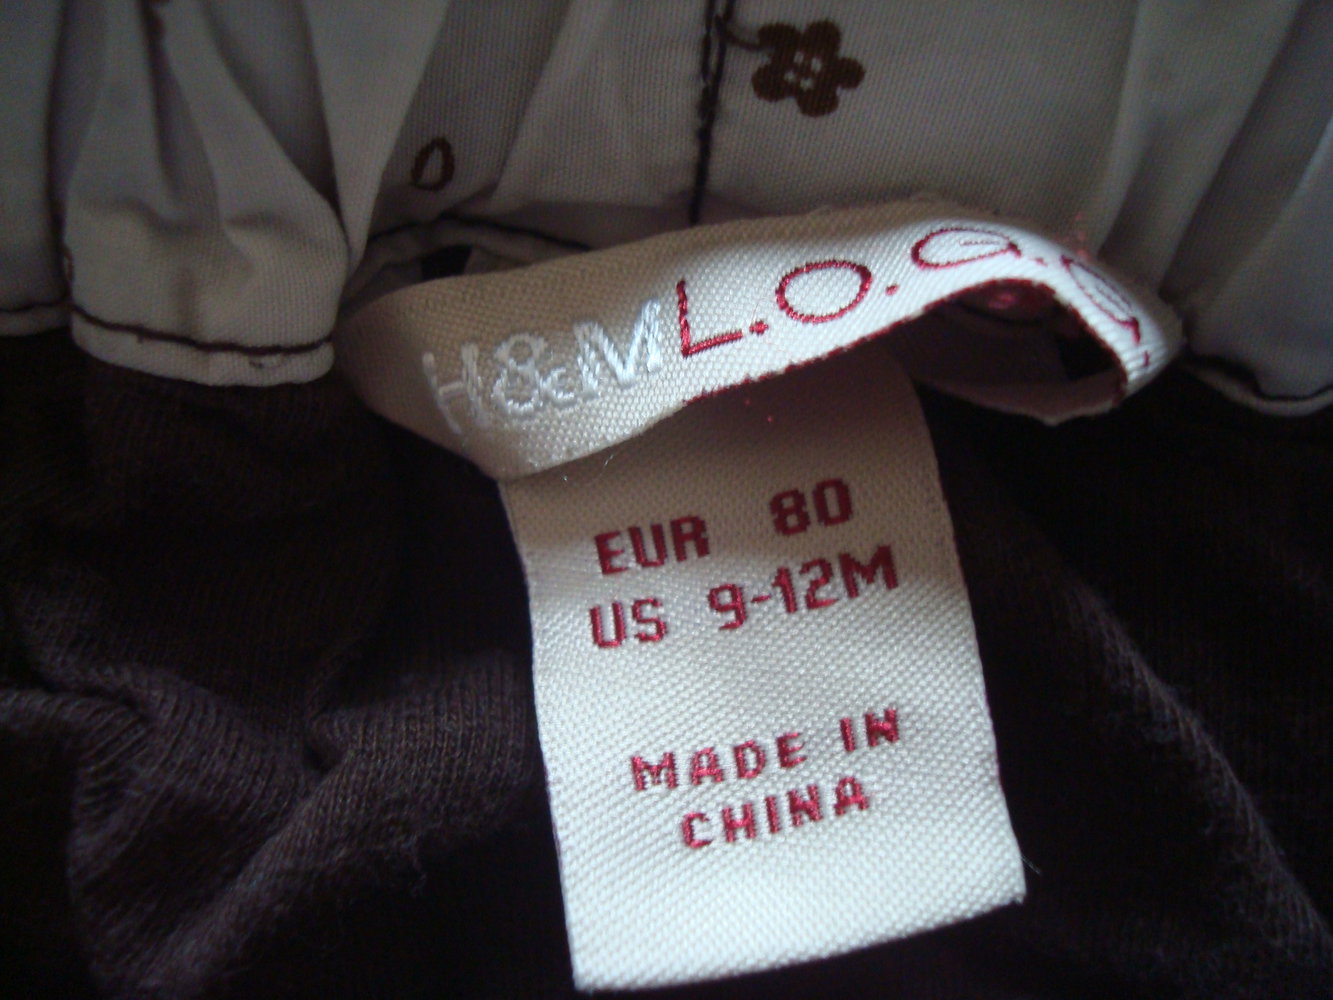 H&M L.O.G.G.
EUR 80
US 9-12M
MADE IN
CHINA